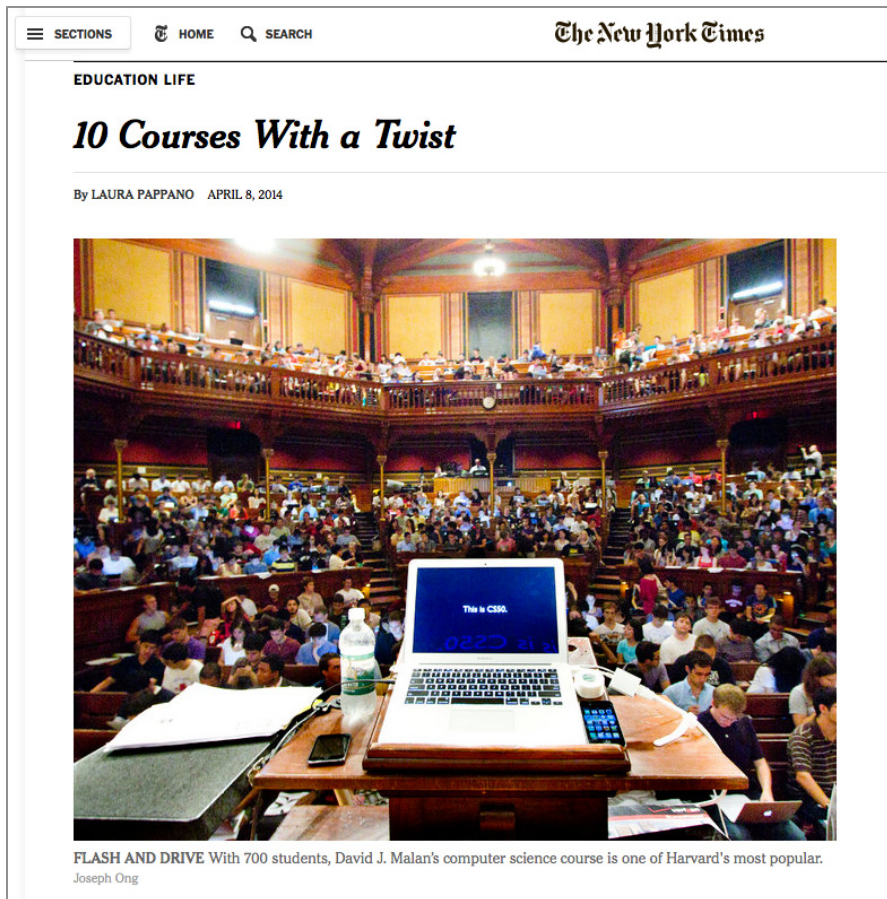 SECTIONS HOME SEARCH The New York Times
EDUCATION LIFE
10 Courses With a Twist
By LAURA PAPPANO APRIL 8, 2014
This is CS50.
FLASH AND DRIVE With 700 students, David J. Malan's computer science course is one of Harvard's most popular.
Joseph Ong